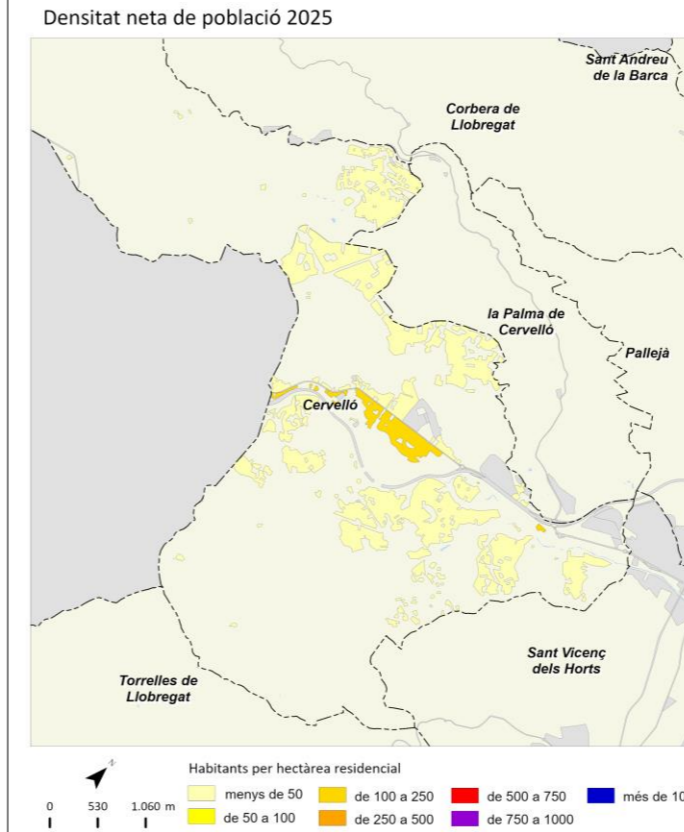 Densitat neta de població 2025
Sant Andreu
de la Barca
Corbera de
Llobregat
la Palma de
Cervelló
Pallejà
Cervelló
Sant Vicenç
dels Horts
Torrelles de
Llobregat
N
0 530 1.060 m
Habitants per hectàrea residencial
menys de 50
de 100 a 250
de 500 a 750
més de 10
de 50 a 100
de 250 a 500
de 750 a 1000